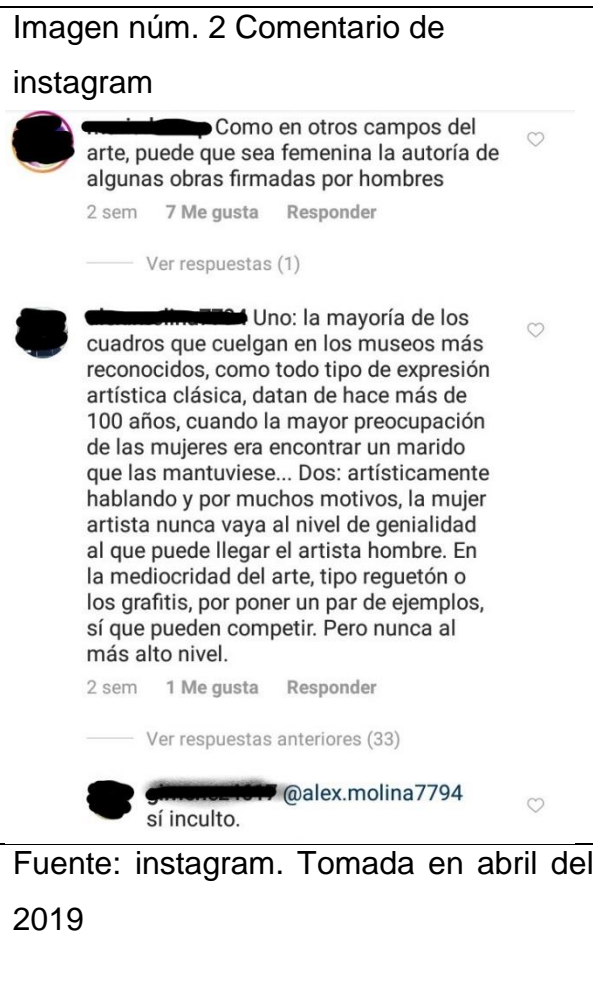 Imagen núm. 2 Comentario de
instagram
Como en otros campos del
arte, puede que sea femenina la autoría de
algunas obras firmadas por hombres
2 sem 7 Me gusta Responder
Ver respuestas (1)
Uno: la mayoría de los
cuadros que cuelgan en los museos más
reconocidos, como todo tipo de expresión
artística clásica, datan de hace más de
100 años, cuando la mayor preocupación
de las mujeres era encontrar un marido
que las mantuviese... Dos: artísticamente
hablando y por muchos motivos, la mujer
artista nunca vaya al nivel de genialidad
al que puede llegar el artista hombre. En
la mediocridad del arte, tipo reguetón o
los grafitis, por poner un par de ejemplos,
sí que pueden competir. Pero nunca al
más alto nivel.
2 sem 1 Me gusta Responder
Ver respuestas anteriores (33)
@alex.molina7794
sí inculto.
Fuente: instagram. Tomada en abril del
2019